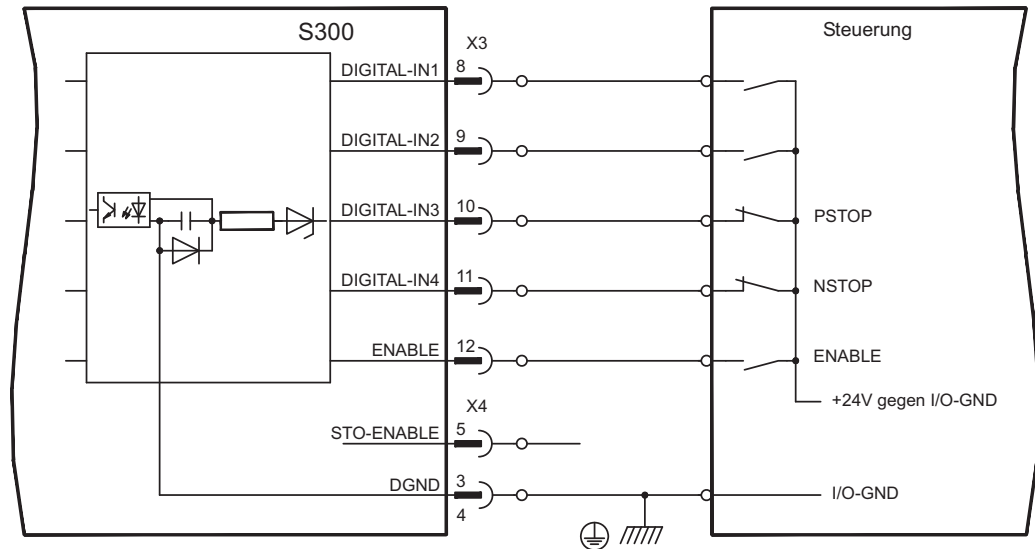 S300
Steuerung
X3
DIGITAL-IN1 8
DIGITAL-IN2 9
DIGITAL-IN3 10 PSTOP
DIGITAL-IN4 11 NSTOP
ENABLE 12 ENABLE
+24V gegen I/O-GND
X4
STO-ENABLE 5
DGND 3 I/O-GND
4